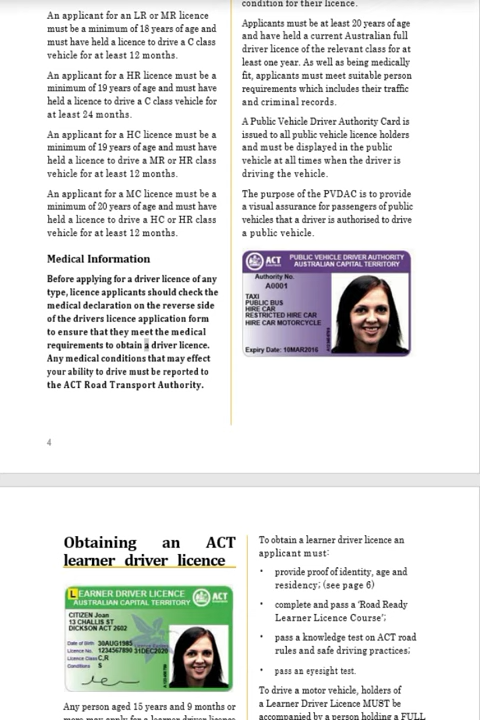 An applicant for an LR or MR licence
must be a minimum of 18 years of age and
must have held a licence to drive a C class
vehicle for at least 12 months.
An applicant for a HR licence must be a
minimum of 19 years of age and must have
held a licence to drive a C class vehicle for
at least 24 months.
An applicant for a HC licence must be a
minimum of 19 years of age and must have
held a licence to drive a MR or HR class
vehicle for at least 12 months.
An applicant for a MC licence must be a
minimum of 20 years of age and must have
held a licence to drive a HC or HR class
vehicle for at least 12 months.
Medical Information
Before applying for a driver licence of any
type, licence applicants should check the
medical declaration on the reverse side
of the drivers licence application form
to ensure that they meet the medical
requirements to obtain a driver licence.
Any medical conditions that may effect
your ability to drive must be reported to
the ACT Road Transport Authority.
4
condition for their licence.
Applicants must be at least 20 years of age
and have held a current Australian full
driver licence of the relevant class for at
least one year. As well as being medically
fit, applicants must meet suitable person
requirements which includes their traffic
and criminal records.
A Public Vehicle Driver Authority Card is
issued to all public vehicle licence holders
and must be displayed in the public
vehicle at all times when the driver is
driving the vehicle.
The purpose of the PVDAC is to provide
a visual assurance for passengers of public
vehicles that a driver is authorised to drive
a public vehicle.
ACT
PUBLIC VEHICLE DRIVER AUTHORITY
AUSTRALIAN CAPITAL TERRITORY
Authority No.
A0001
TAXI
PUBLIC BUS
HIRE CAR
RESTRICTED HIRE CAR
HIRE CAR MOTORCYCLE
Expiry Date: 10MAR2016
Obtaining an ACT
learner driver licence
LEARNER DRIVER LICENCE
AUSTRALIAN CAPITAL TERRITORY
ACT
CITIZEN Joan
13 CHALLIS ST
DICKSON ACT 2602
Date of Birth 30AUG1985
Licence No. 1234567890 31DEC2020
Licence Class C,R
Conditions S
Any person aged 15 years and 9 months or
more may apply for a learner driver licence
To obtain a learner driver licence an
applicant must:
• provide proof of identity, age and
residency; (see page 6)
• complete and pass a 'Road Ready
Learner Licence Course';
• pass a knowledge test on ACT road
rules and safe driving practices;
• pass an eyesight test.
To drive a motor vehicle, holders of
a Learner Driver Licence MUST be
accompanied by a person holding a FULL